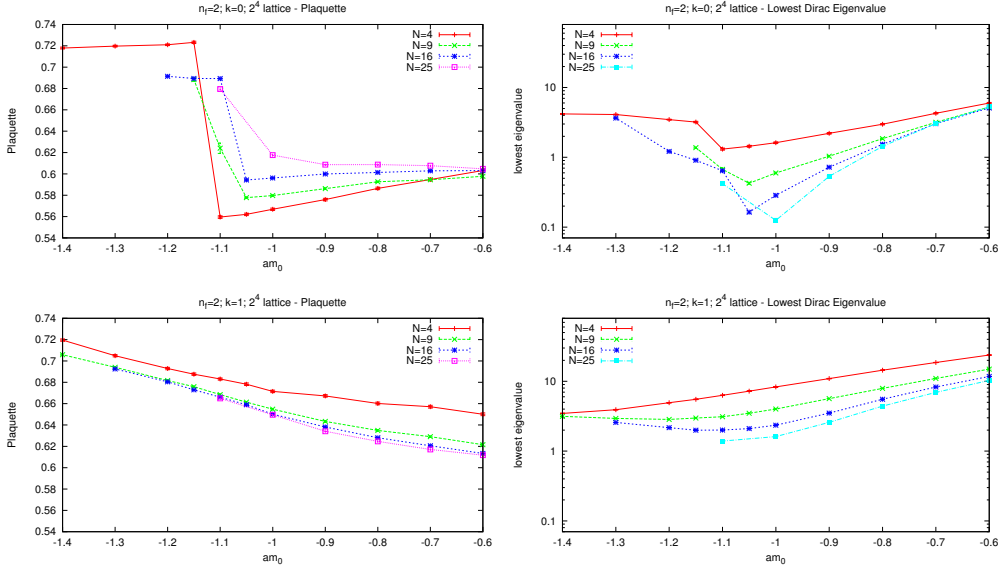 n_f=2; k=0; 2^4 lattice - Plaquette
Plaquette
0.74
0.72
0.7
0.68
0.66
0.64
0.62
0.6
0.58
0.56
0.54
-1.4 -1.3 -1.2 -1.1 -1 -0.9 -0.8 -0.7 -0.6
am_0
N=4
N=9
N=16
N=25
n_f=2; k=0; 2^4 lattice - Lowest Dirac Eigenvalue
lowest eigenvalue
10
1
0.1
-1.4 -1.3 -1.2 -1.1 -1 -0.9 -0.8 -0.7 -0.6
am_0
N=4
N=9
N=16
N=25
n_f=2; k=1; 2^4 lattice - Plaquette
Plaquette
0.74
0.72
0.7
0.68
0.66
0.64
0.62
0.6
0.58
0.56
0.54
-1.4 -1.3 -1.2 -1.1 -1 -0.9 -0.8 -0.7 -0.6
am_0
N=4
N=9
N=16
N=25
n_f=2; k=1; 2^4 lattice - Lowest Dirac Eigenvalue
lowest eigenvalue
10
1
0.1
-1.4 -1.3 -1.2 -1.1 -1 -0.9 -0.8 -0.7 -0.6
am_0
N=4
N=9
N=16
N=25